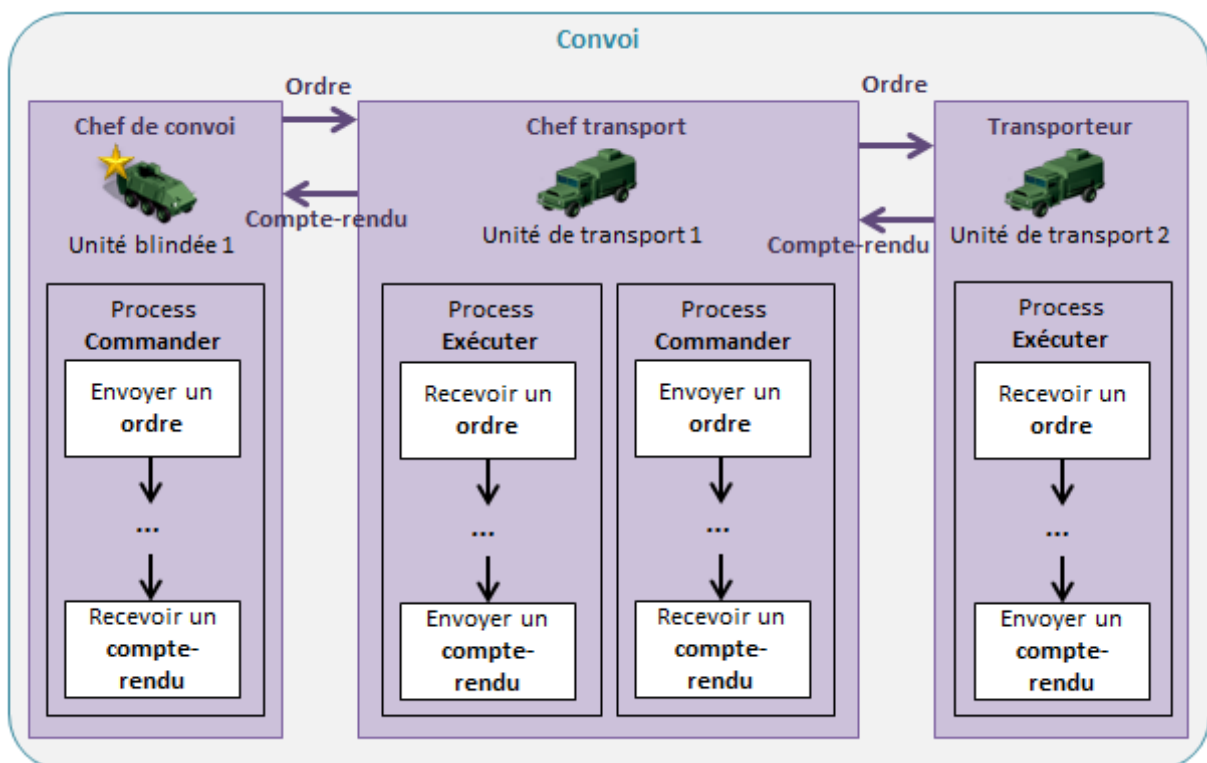 Convoi
Ordre
Ordre
Chef de convoi
Chef transport
Transporteur
Compte-rendu
Compte-rendu
Unité blindée 1
Unité de transport 1
Unité de transport 2
Process
Commander
Envoyer un
ordre
...
Recevoir un
compte-
rendu
Process
Exécuter
Recevoir un
ordre
...
Envoyer un
compte-
rendu
Process
Commander
Envoyer un
ordre
...
Recevoir un
compte-
rendu
Process
Exécuter
Recevoir un
ordre
...
Envoyer un
compte-
rendu